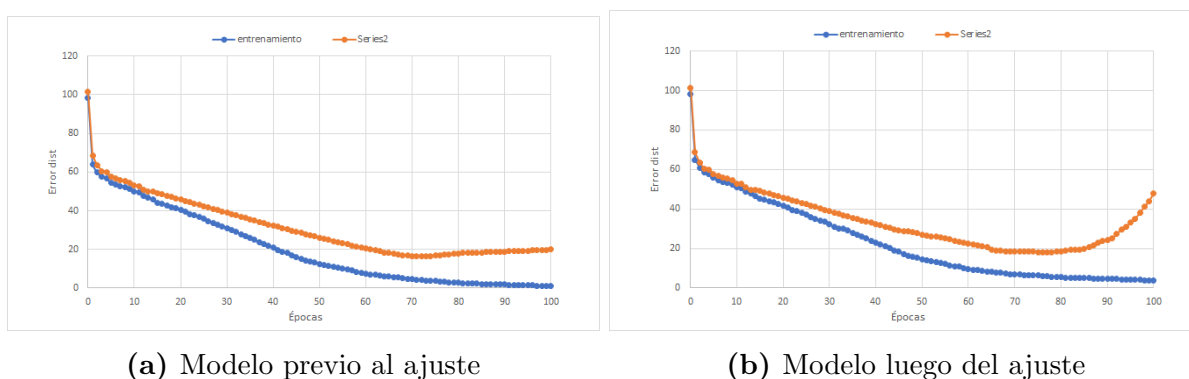 entrenamiento Series2
120
100
80
60
40
20
0
Error dist
0 10 20 30 40 50 60 70 80 90 100
Épocas
(a) Modelo previo al ajuste
entrenamiento Series2
120
100
80
60
40
20
0
Error dist
0 10 20 30 40 50 60 70 80 90 100
Épocas
(b) Modelo luego del ajuste